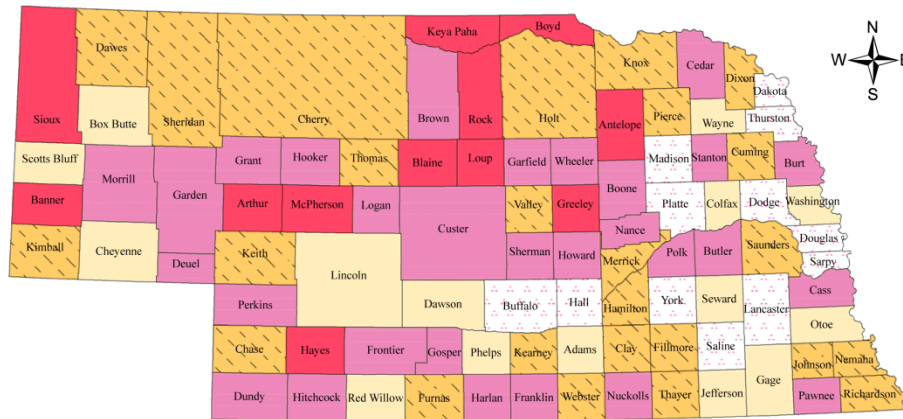 N
W E
S
Keya Paha Boyd
Dawes Knox Cedar Dixon
Dakota
Sioux Box Butte Sheridan Cherry Brown Rock Holt Antelope Pierce Wayne Thurston
Scotts Bluff Morrill Garden Grant Hooker Thomas Blaine Loup Garfield Wheeler Madison Stanton Cuming Burt
Banner Arthur McPherson Logan Custer Valley Greeley Boone Platte Colfax Dodge Washington
Kimball Cheyenne Deuel Keith Lincoln Sherman Howard Nance Merrick Polk Butler Saunders Douglas
Sarpy
Perkins Dawson Buffalo Hall Hamilton York Seward Lancaster Cass
Otoe
Chase Hayes Frontier Gosper Phelps Kearney Adams Clay Fillmore Saline
Gage Johnson Nemaha
Dundy Hitchcock Red Willow Furnas Harlan Franklin Webster Nuckolls Thayer Jefferson Pawnee Richardson